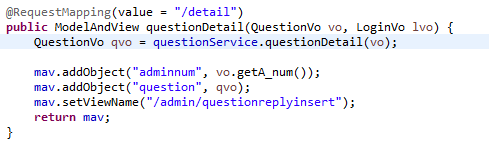 @RequestMapping(value = "/detail")
public ModelAndView questionDetail(QuestionVo vo, LoginVo lvo) {
    QuestionVo qvo = questionService.questionDetail(vo);

    mav.addObject("adminnum", vo.getA_num());
    mav.addObject("question", qvo);
    mav.setViewName("/admin/questionreplyinsert");
    return mav;
}